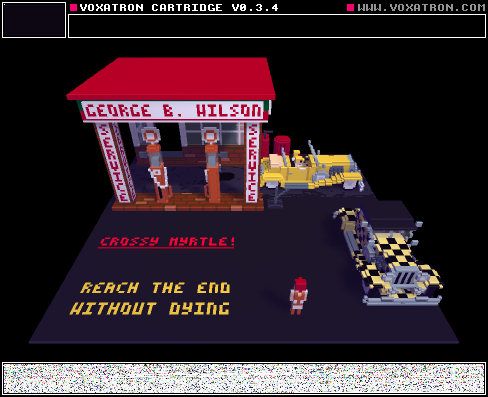 VOXATRON CARTRIDGE V0.3.4
WWW.VOXATRON.COM
GEORGE B. WILSON
SERVICE
SERVICE
CROSSY MYRTLE!
REACH THE END
WITHOUT DYING